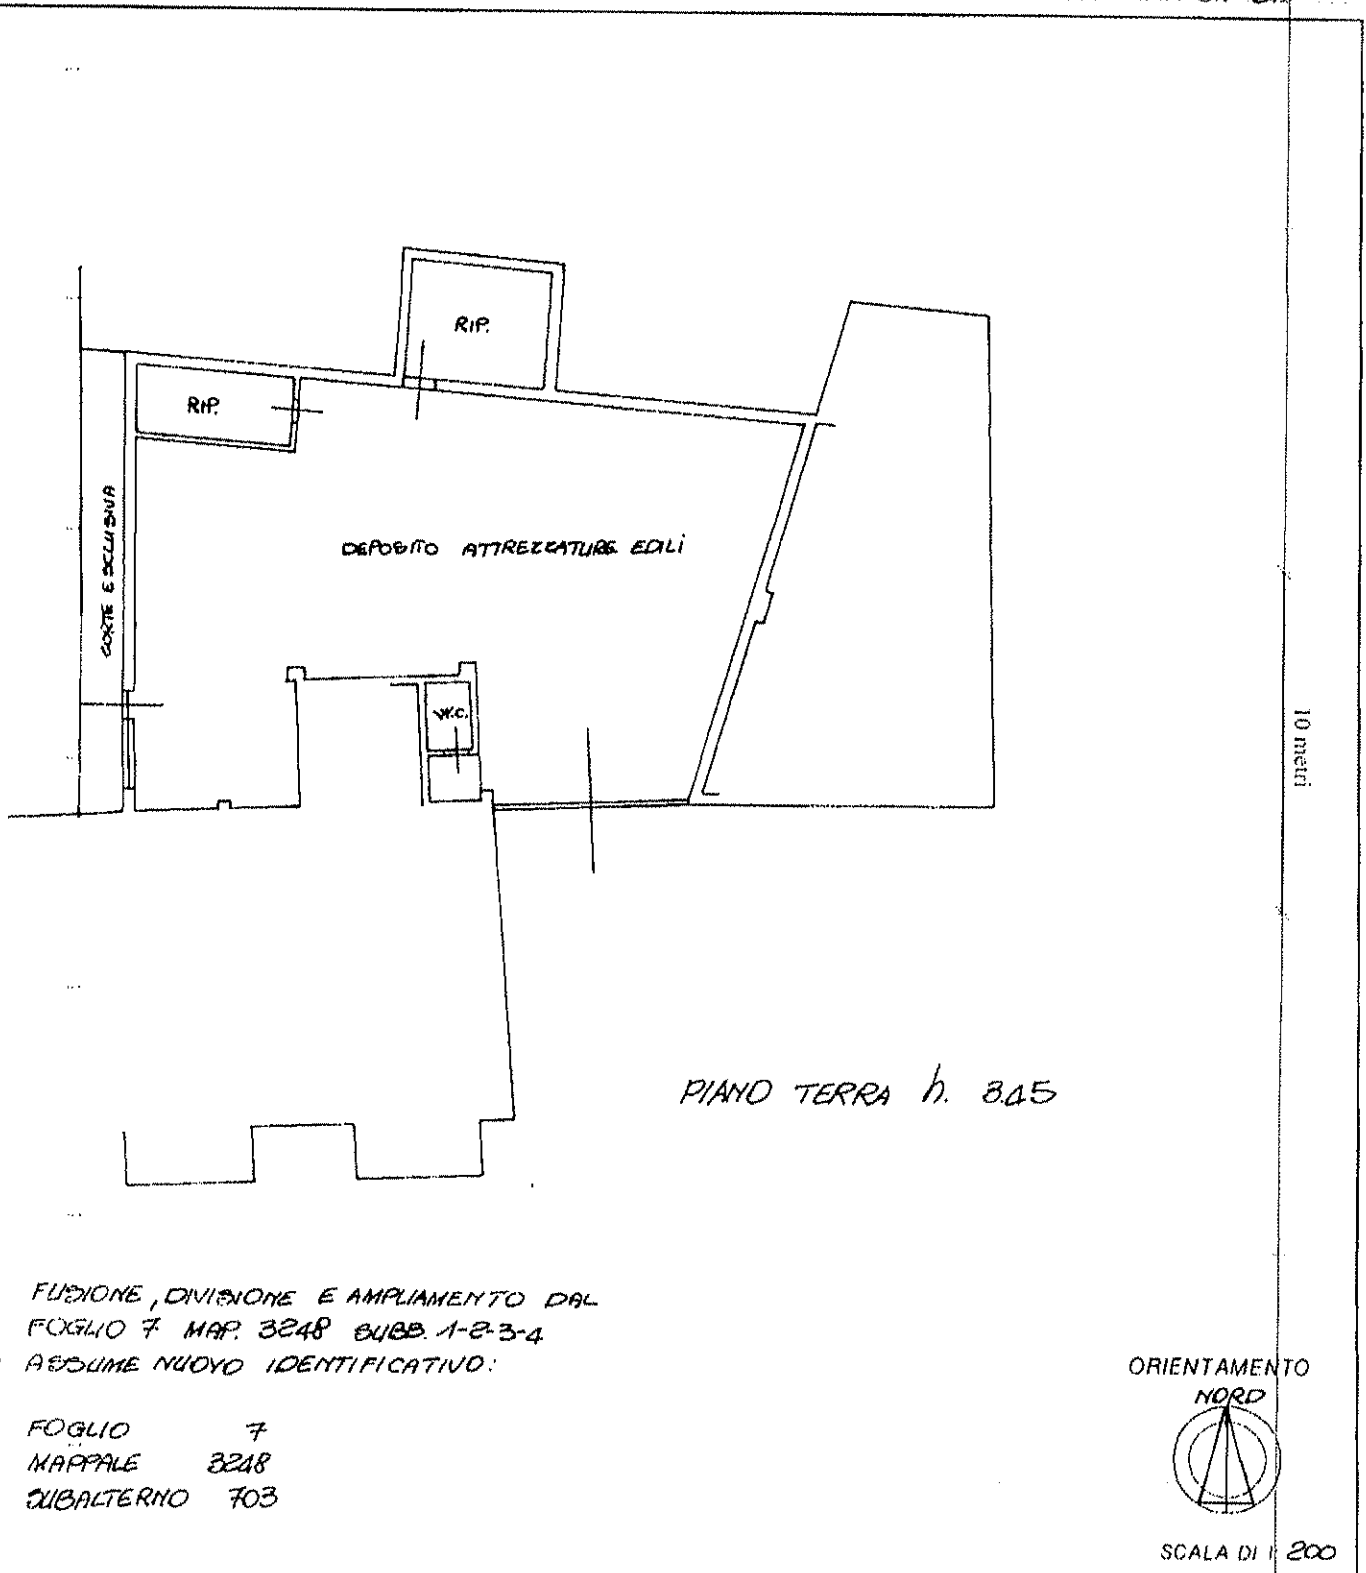 RIP.
RIP.
CORTE ESCLUSIVA
DEPOSITO ATTREZZATURE EDILI
W.C.
10 metri
PIANO TERRA h. 3.45
FUSIONE, DIVISIONE E AMPLIAMENTO DAL
FOGLIO 7 MAP. 3248 SUBB. 1-2-3-4
ASSUME NUOVO IDENTIFICATIVO:
FOGLIO 7
MAPPALE 3248
SUBALTERNO 703
ORIENTAMENTO
NORD
SCALA DI 1: 200